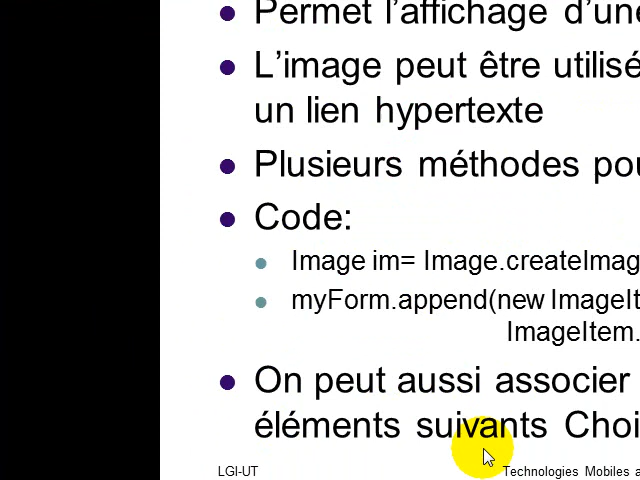 Permet l'affichage d'une
L'image peut être utilisé
un lien hypertexte
Plusieurs méthodes pou
Code:
Image im= Image.createImag
myForm.append(new ImageIt
ImageItem.
On peut aussi associer
éléments suivants Choi
LGI-UT
Technologies Mobiles a